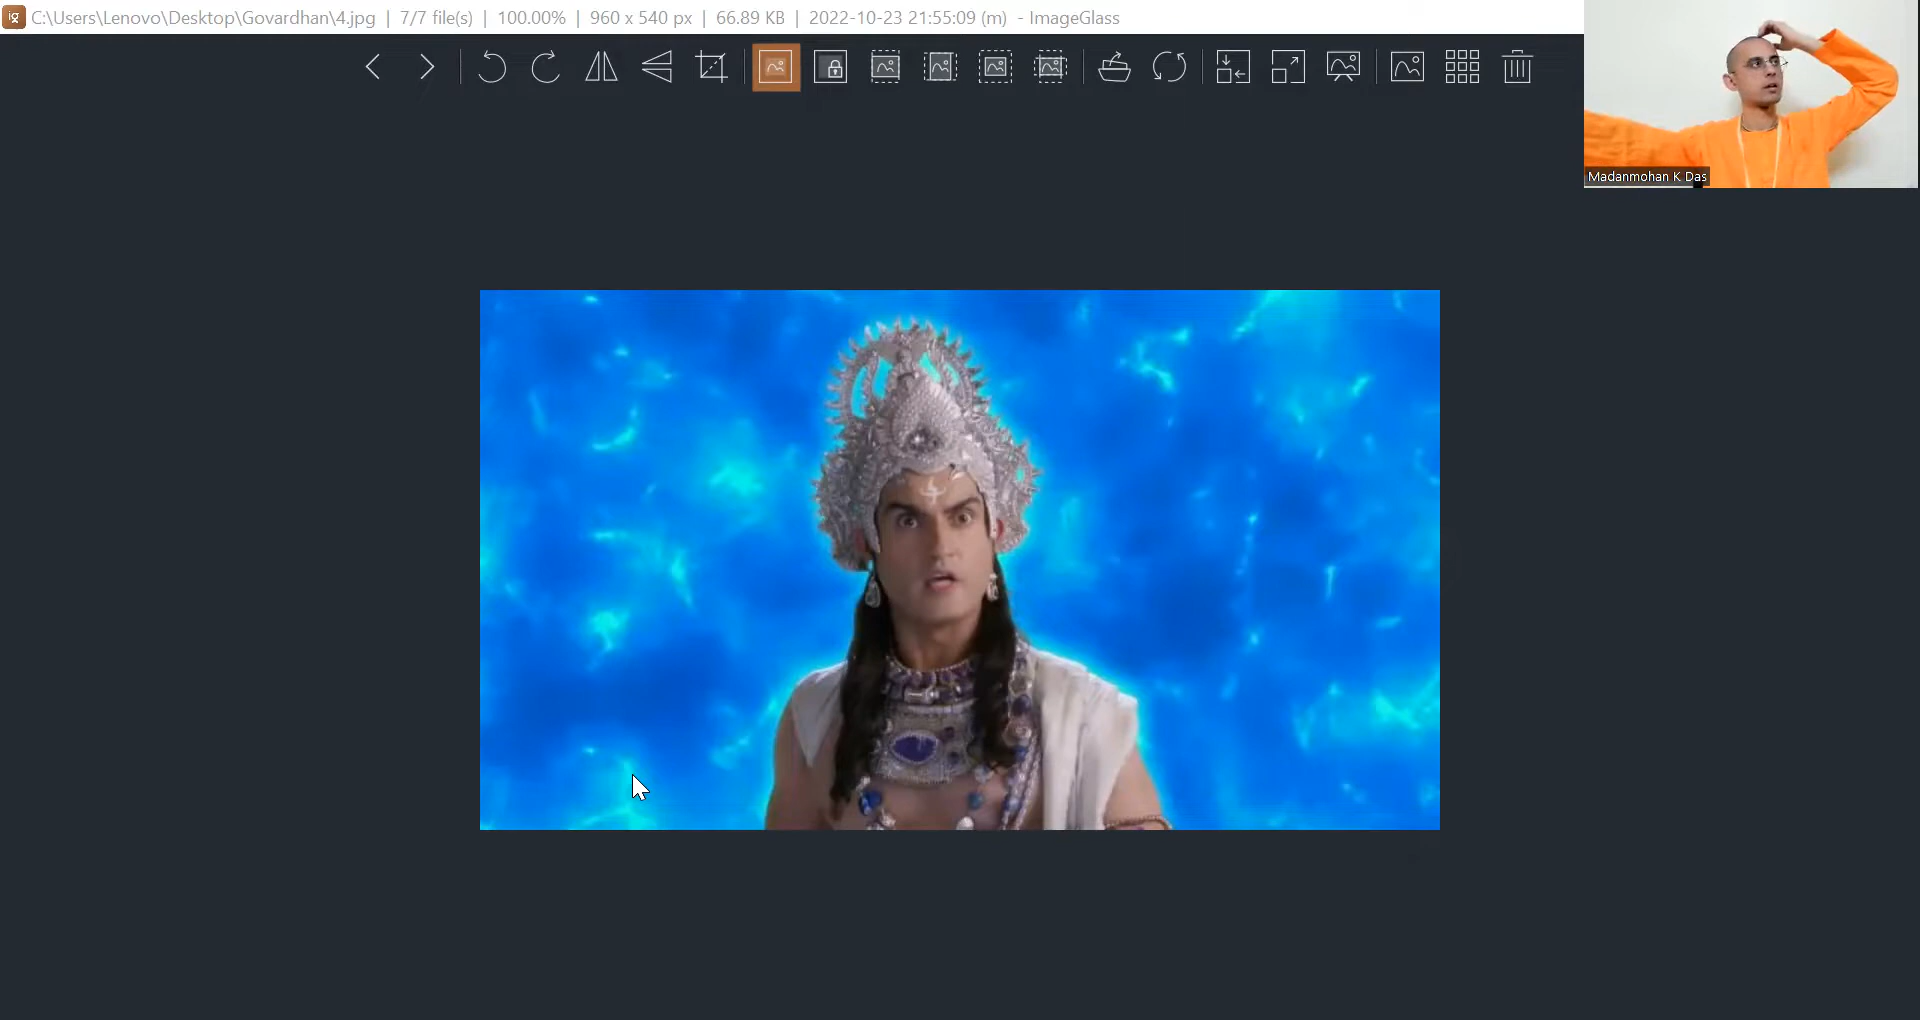 C:\Users\Lenovo\Desktop\Govardhan\4.jpg | 7/7 file(s) | 100.00% | 960 x 540 px | 66.89 KB | 2022-10-23 21:55:09 (m) - ImageGlass
Madanmohan K Das